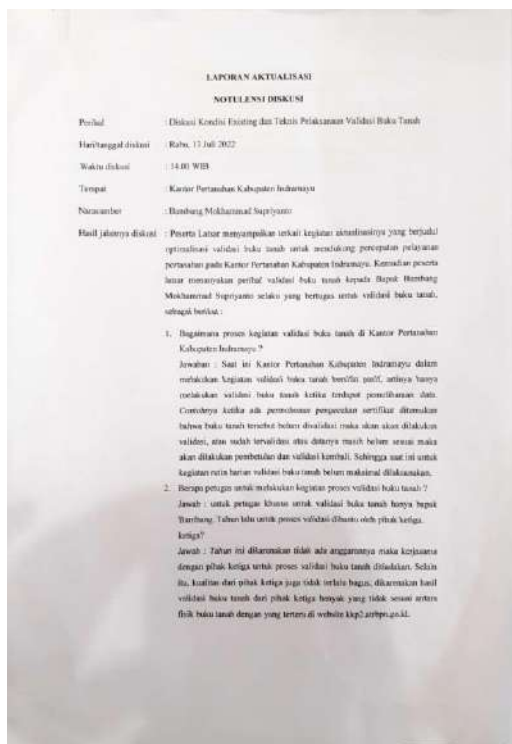 LAPORAN AKTUALISASI
NOTULENSI DISKUSI
Perihal : Diskusi Kondisi Existing dan Teknis Pelaksanaan Validasi Buku Tanah
Hari/tanggal diskusi : Rabu, 13 Juli 2022
Waktu diskusi : 14.00 WIB
Tempat : Kantor Pertanahan Kabupaten Indramayu
Narasumber : Bambang Mokhammad Supriyanto
Hasil jalannya diskusi : Peserta Latsar menyampaikan terkait kegiatan aktualisasinya yang berjudul
optimalisasi validasi buku tanah untuk mendukung percepatan pelayanan
pertanahan pada Kantor Pertanahan Kabupaten Indramayu. Kemudian peserta
latsar menanyakan perihal validasi buku tanah kepada Bapak Bambang
Mokhammad Supriyanto selaku yang bertugas untuk validasi buku tanah,
sebagai berikut :
1. Bagaimana proses kegiatan validasi buku tanah di Kantor Pertanahan
Kabupaten Indramayu ?
Jawaban : Saat ini Kantor Pertanahan Kabupaten Indramayu dalam
melakukan kegiatan validasi buku tanah bersifat pasif, artinya hanya
melakukan validasi buku tanah ketika terdapat pemeliharaan data.
Contohnya ketika ada permohonan pengecekan sertifikat ditemukan
bahwa buku tanah tersebut belum divalidasi maka akan akan dilakukan
validasi, atau sudah tervalidasi atau datanya masih belum sesuai maka
akan dilakukan pembetulan dan validasi kembali. Sehingga saat ini untuk
kegiatan rutin harian validasi buku tanah belum maksimal dilaksanakan.
2. Berapa petugas untuk melakukan kegiatan proses validasi buku tanah ?
Jawab : untuk petugas khusus untuk validasi buku tanah hanya bapak
Bambang. Tahun lalu untuk proses validasi dibantu oleh pihak ketiga.
ketiga?
Jawab : Tahun ini dikarenakan tidak ada anggarannya maka kerjasama
dengan pihak ketiga untuk proses validasi buku tanah ditiadakan. Selain
itu, kualitas dari pihak ketiga juga tidak terlalu bagus, dikarenakan hasil
validasi buku tanah dari pihak ketiga banyak yang tidak sesuai antara
fisik buku tanah dengan yang tertera di website kkp2.atrbpn.go.id.